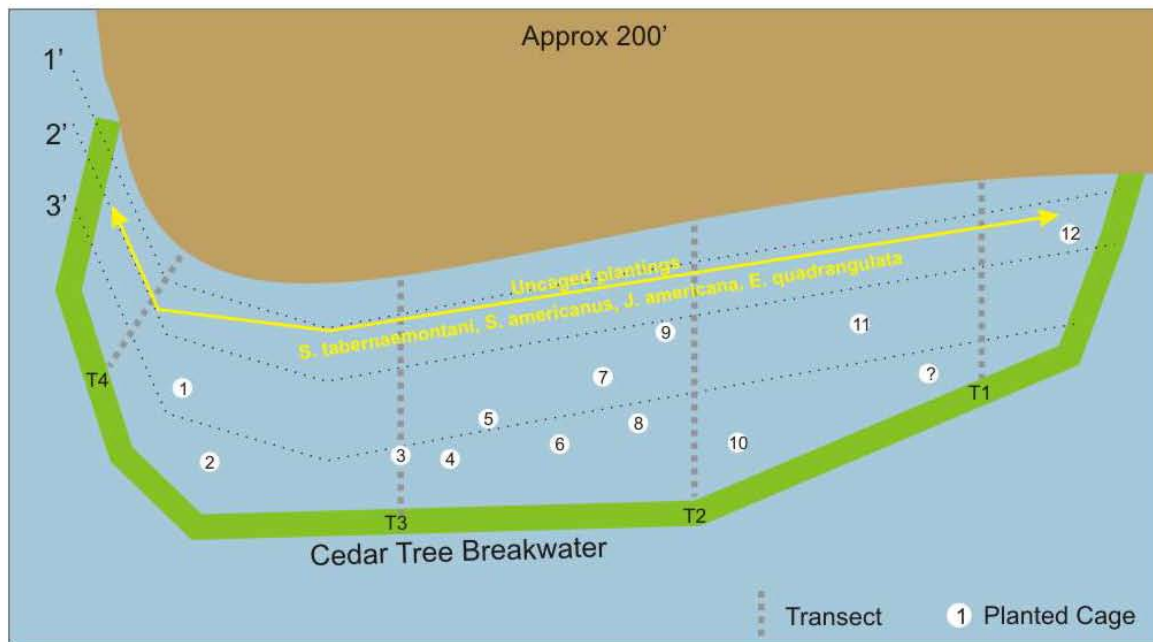 Approx 200’
1’
2’
3’
Uncaged plantings
S. tabernaemontani, S. americanus, J. americana, E. quadrangulata
12
11
9
?
7
1
T4
T1
5
8
6
10
3
4
2
T3
T2
Cedar Tree Breakwater
Transect
1 Planted Cage